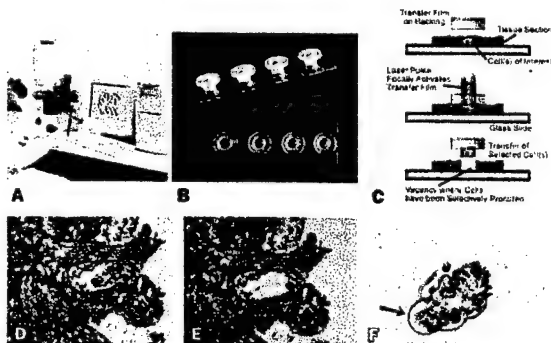 Transfer Film
on Backing
Tissue Section
Cell(s) of Interest
Laser Pulse
Focally Activates
Transfer Film
Glass Slide
Transfer of
Selected Cell(s)
Vacancy where Cells
have been Selectively Procured
A
B
C
D
E
F